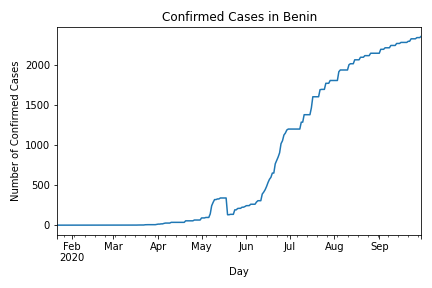 Confirmed Cases in Benin
Number of Confirmed Cases
2000
1500
1000
500
0
Feb Mar Apr May Jun Jul Aug Sep
2020
Day